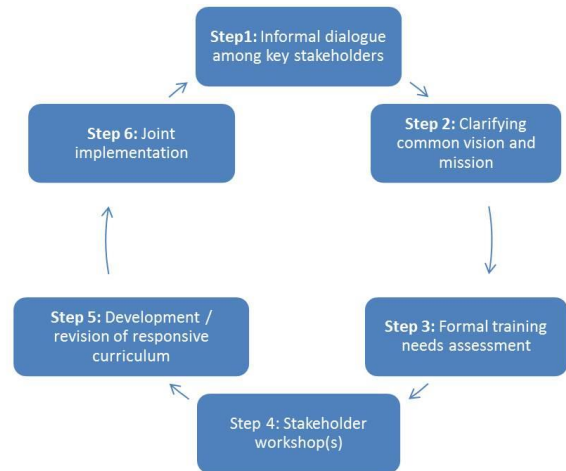 Step1: Informal dialogue
among key stakeholders
Step 2: Clarifying
common vision and
mission
Step 3: Formal training
needs assessment
Step 4: Stakeholder
workshop(s)
Step 5: Development /
revision of responsive
curriculum
Step 6: Joint
implementation